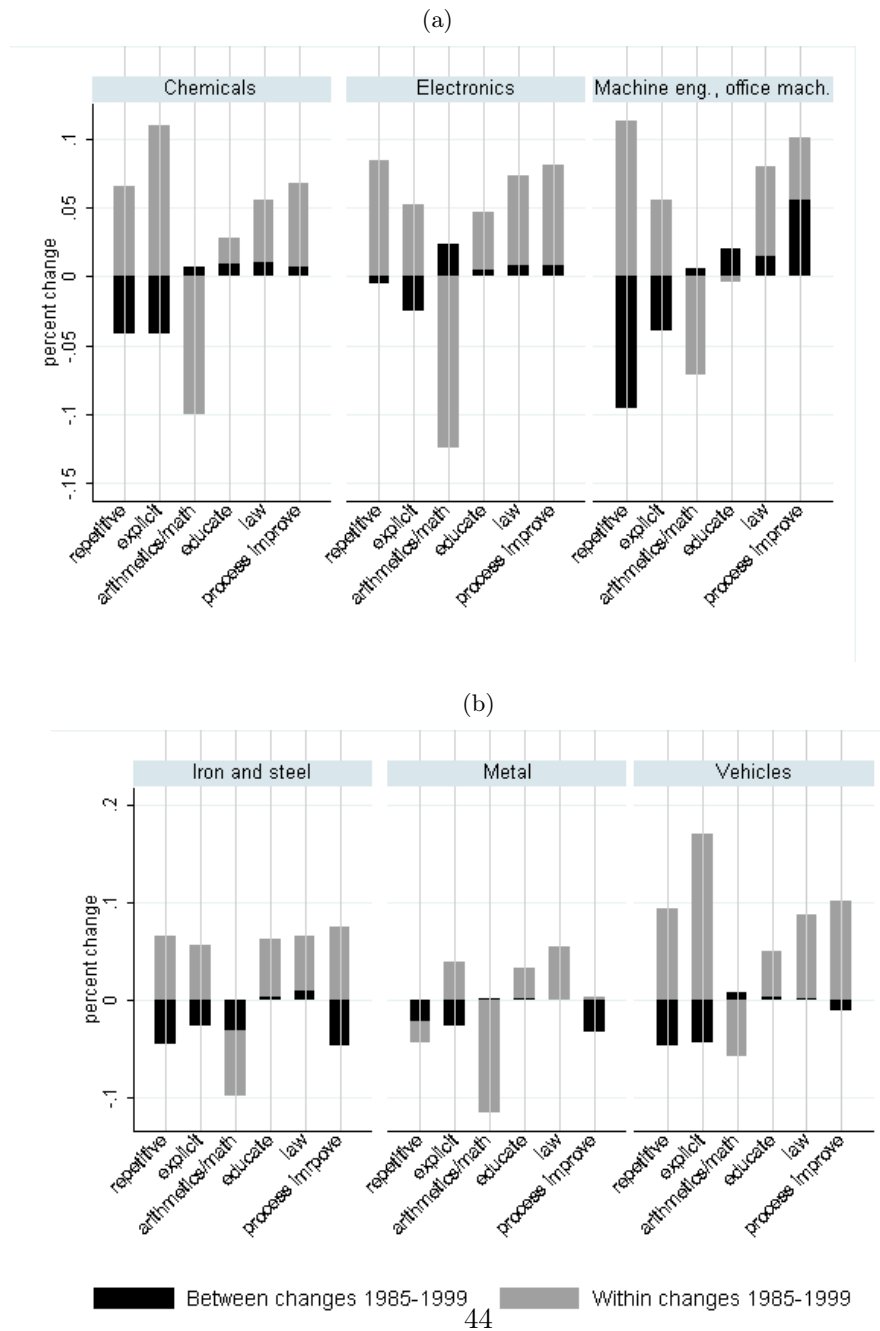 (a)
Chemicals Electronics Machine eng., office mach.
percent change
.1
.05
0
-.05
-.1
-.15
repetitive explicit arithmetics/math educate law process improve
repetitive explicit arithmetics/math educate law process improve
repetitive explicit arithmetics/math educate law process improve
(b)
Iron and steel Metal Vehicles
percent change
.2
.1
0
-.1
repetitive explicit arithmetics/math educate law process improve
repetitive explicit arithmetics/math educate law process improve
repetitive explicit arithmetics/math educate law process improve
Between changes 1985-1999 Within changes 1985-1999
44